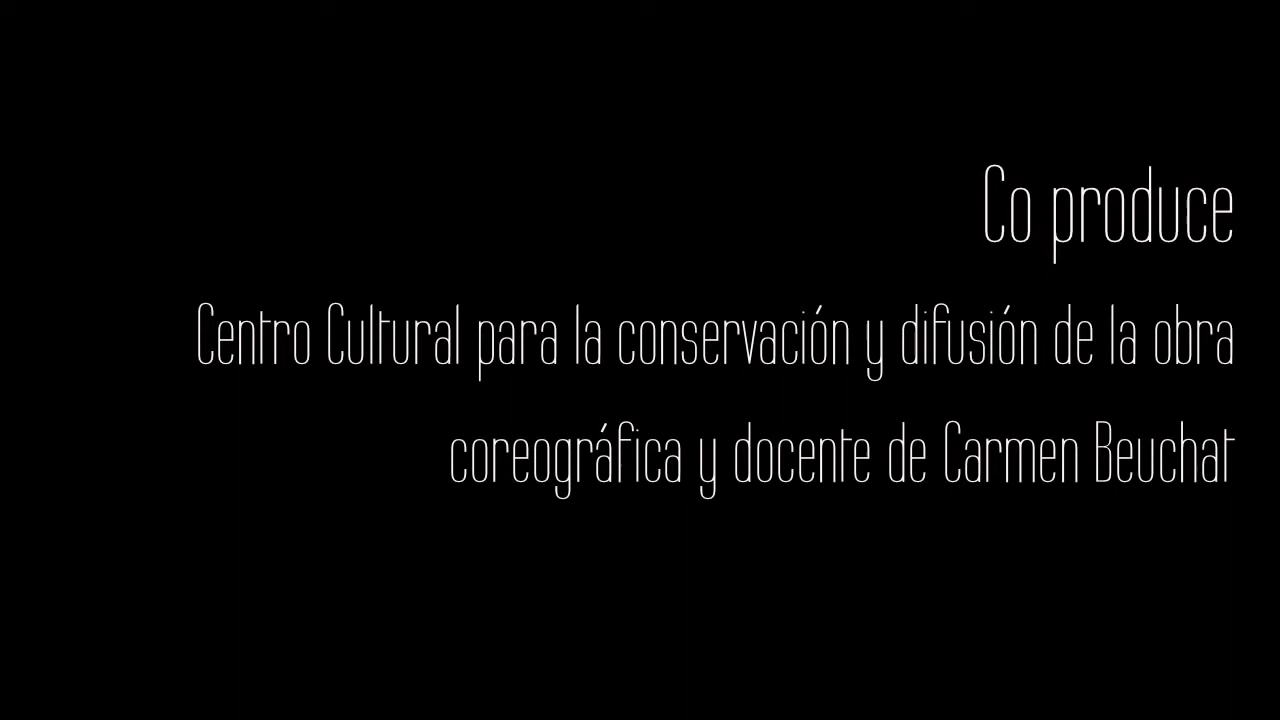 Co produce
Centro Cultural para la conservación y difusión de la obra
coreográfica y docente de Carmen Beuchat